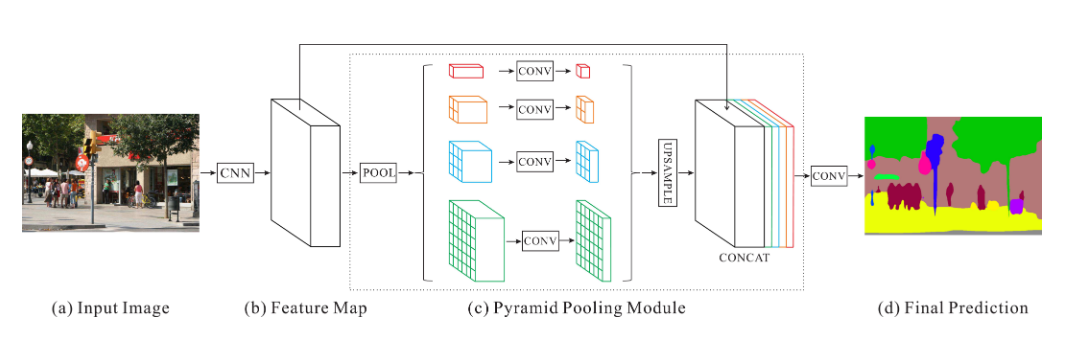 CNN
POOL
CONV
CONV
CONV
CONV
UPSAMPLE
CONCAT
CONV
(a) Input Image
(b) Feature Map
(c) Pyramid Pooling Module
(d) Final Prediction